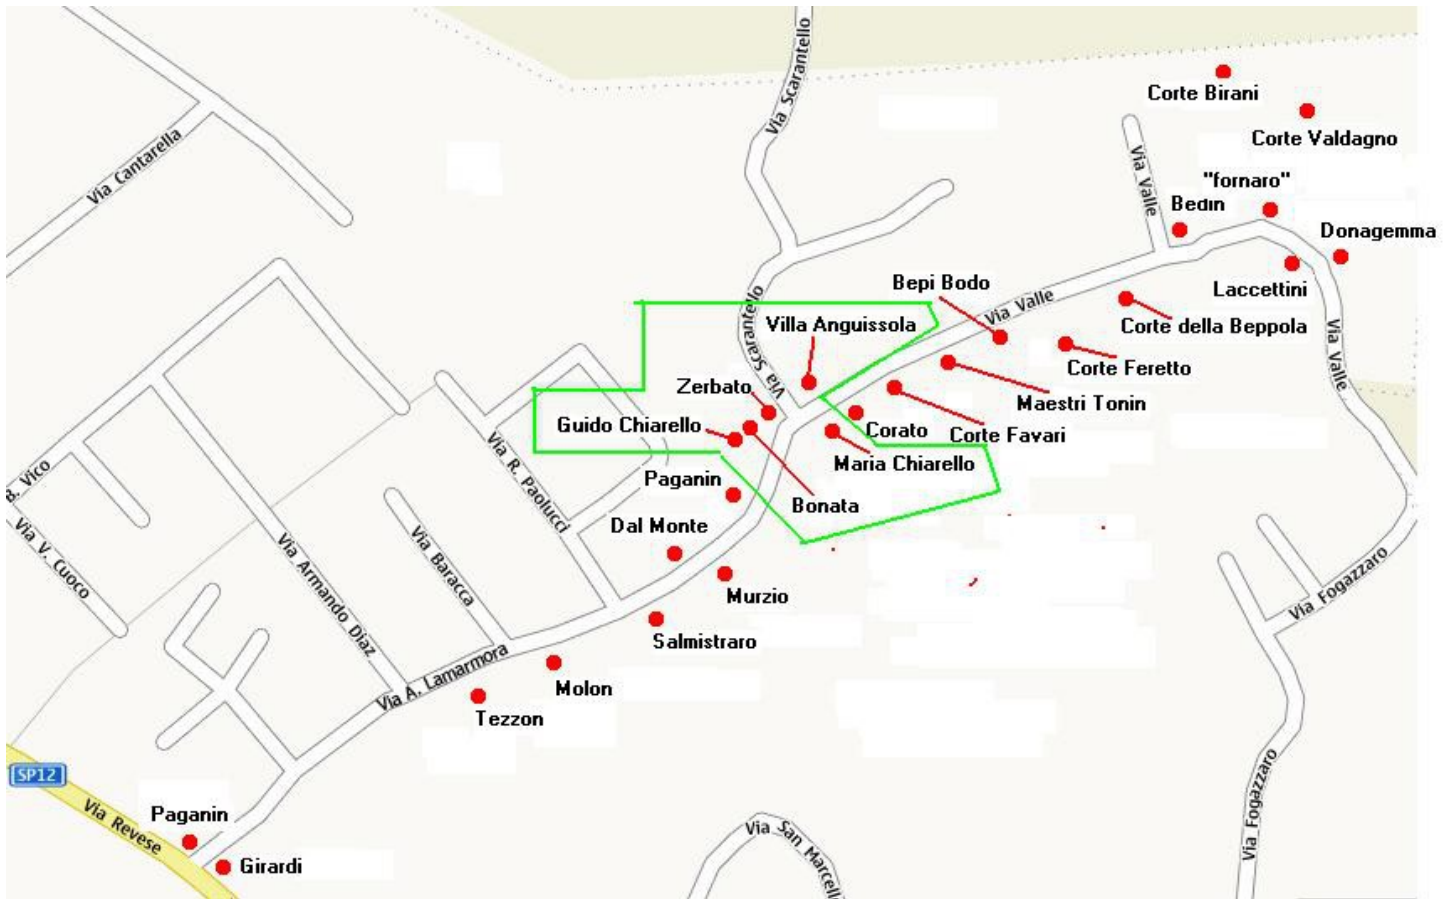 Via Scarantello
Corte Birani
Corte Valdagno
Via Cantarella
Via Valle
"fornaro"
Bedin
Donagemma
Bepi Bodo
Laccettini
Via Valle
Via Scarantello
Villa Anguissola
Corte della Beppola
Via Valle
Via Scarantello
Corte Feretto
Zerbato
Maestri Tonin
Guido Chiarello
Corato
Corte Favari
Maria Chiarello
B. Vico
Via R. Paolucci
Paganin
Bonata
Via V. Cuoco
Dal Monte
Via Armando Diaz
Via Baracca
Murzio
Via Fogazzaro
Salmistraro
Via A. Lamarmora
Molon
Tezzon
SP12
Via Revese
Paganin
Via Fogazzaro
Via San Marcelli
Girardi